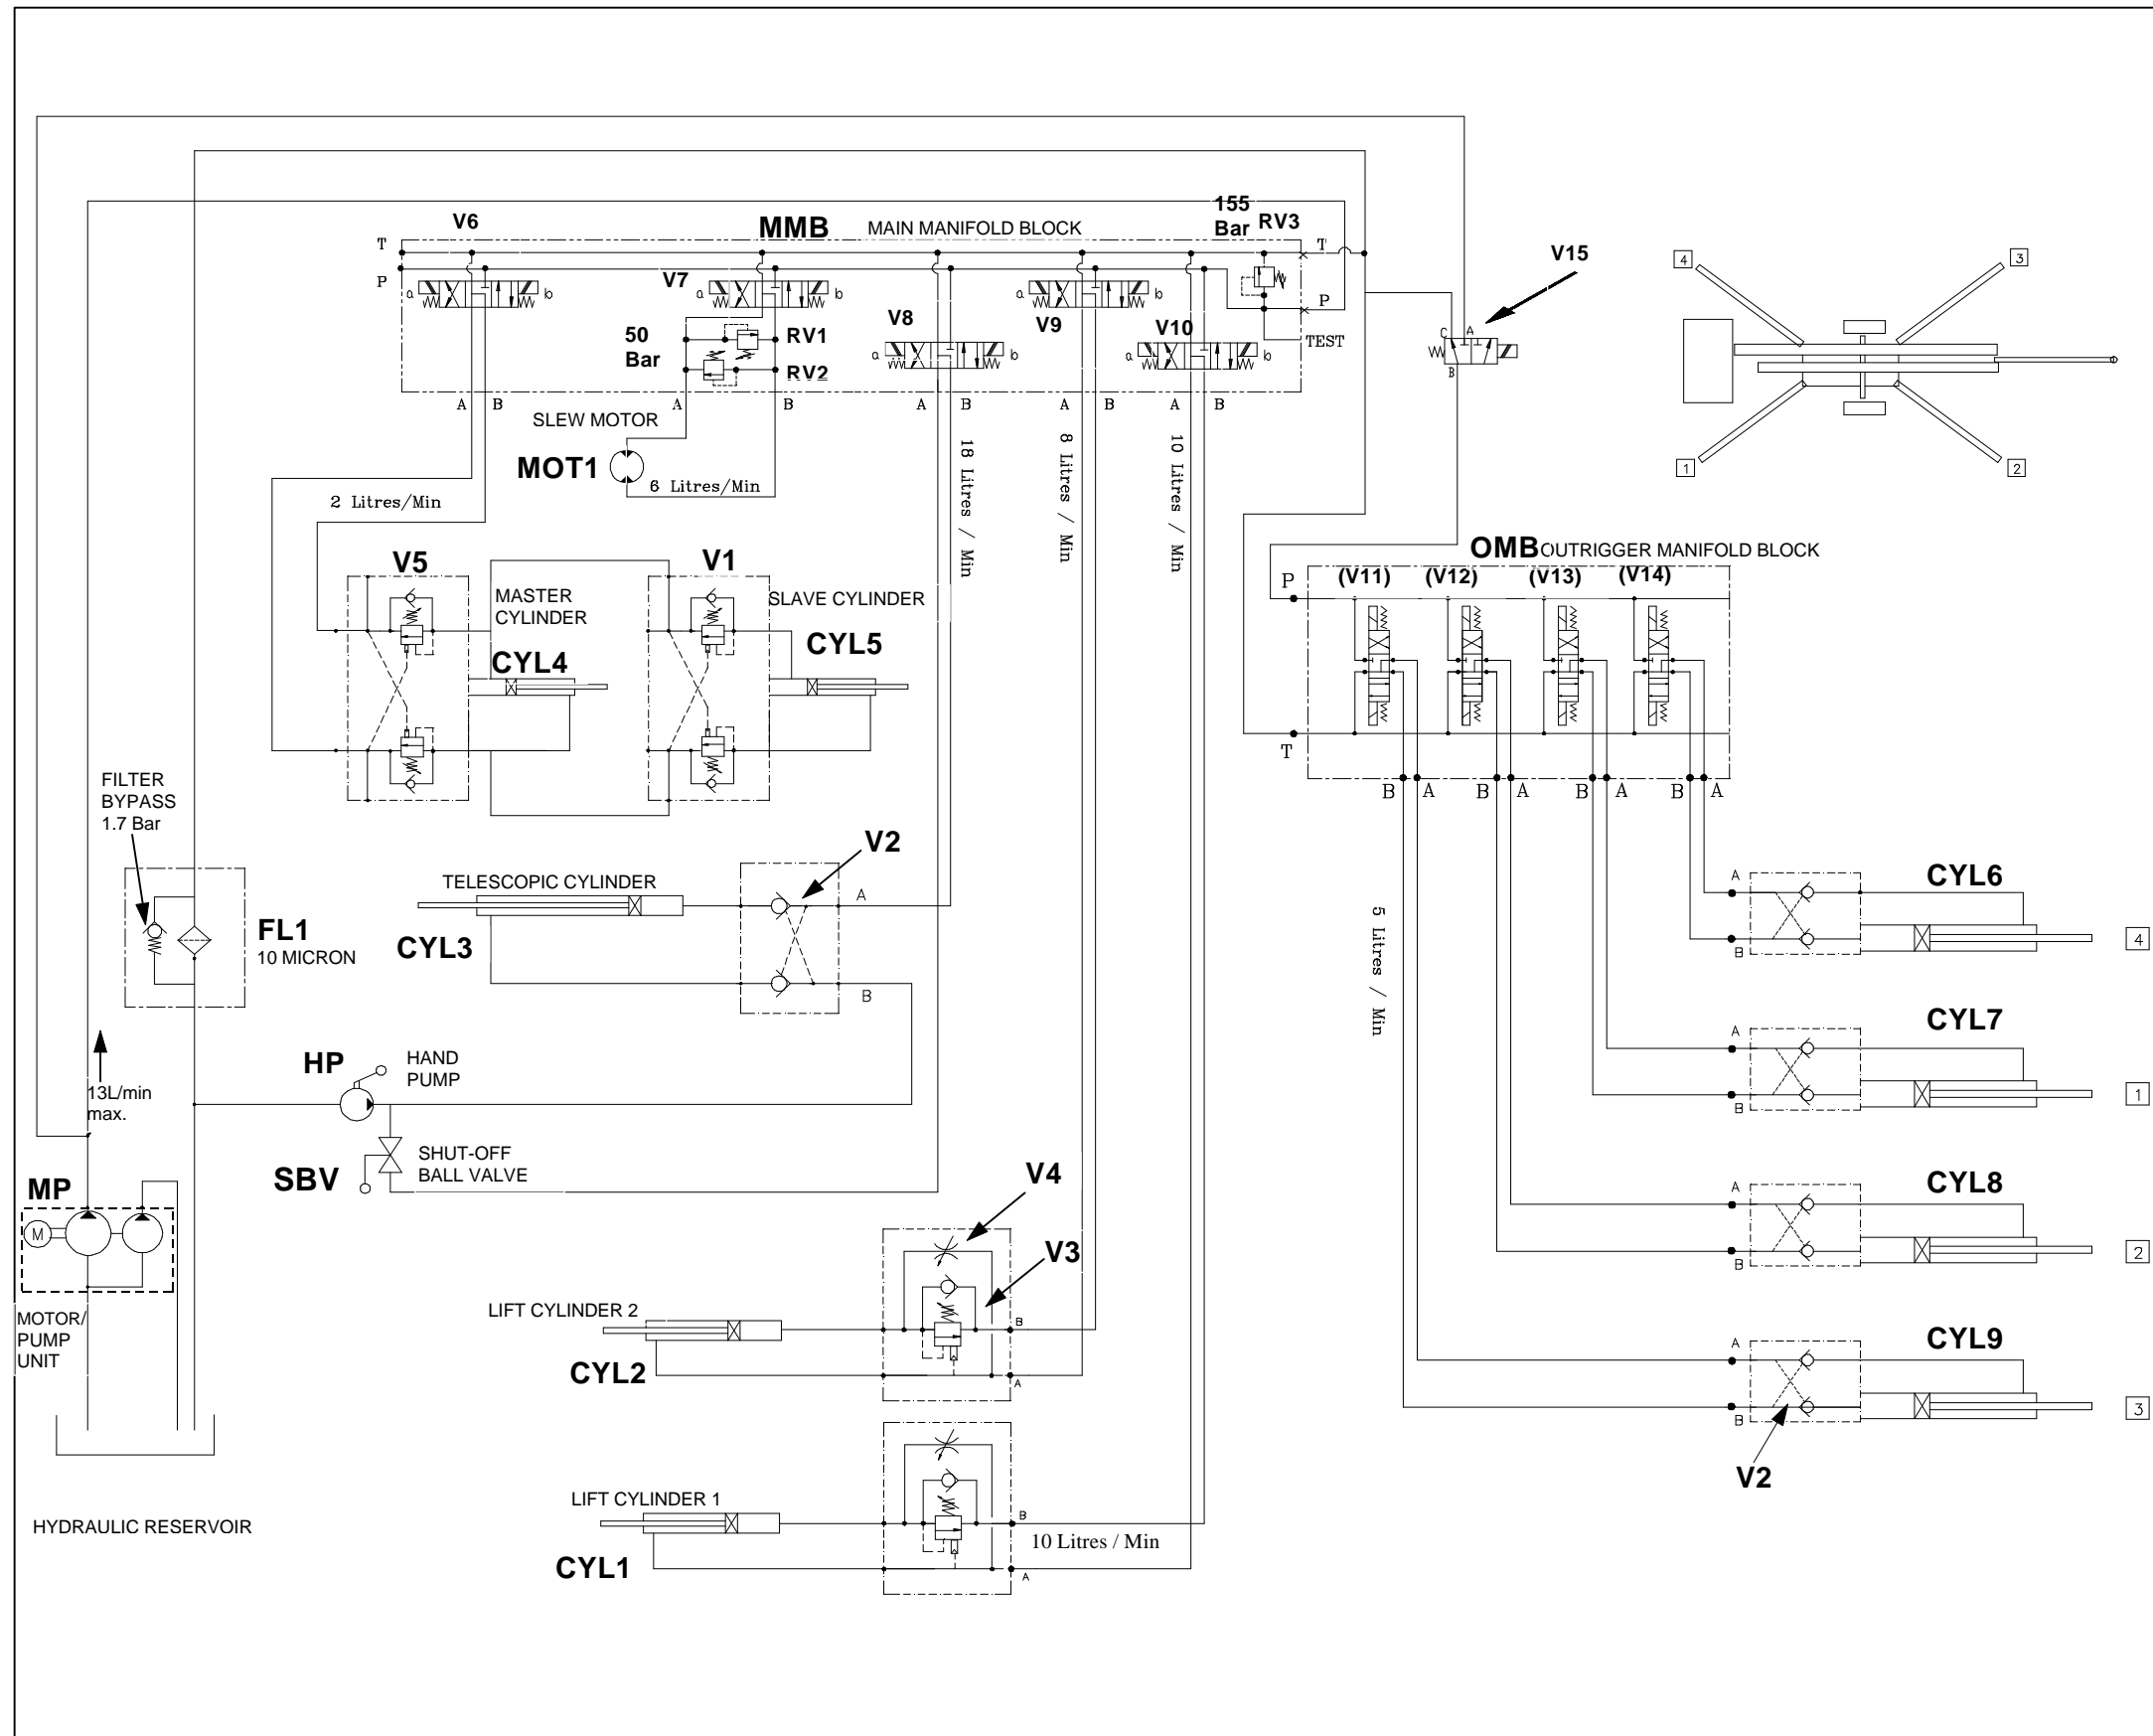 155
Bar
RV3
V6
MMB
MAIN MANIFOLD BLOCK
T
T
V15
P
V7
a
b
a
b
a
b
P
4
3
50
Bar
RV1
V8
V9
V10
TEST
C
A
B
RV2
a
b
a
b
A
B
A
B
A
B
A
B
A
B
SLEW MOTOR
MOT1
6 Litres/Min
2 Litres/Min
18 Litres / Min
8 Litres / Min
10 Litres / Min
1
2
OMB
OUTRIGGER MANIFOLD BLOCK
V5
V1
P
(V11)
(V12)
(V13)
(V14)
MASTER
CYLINDER
SLAVE CYLINDER
CYL4
CYL5
T
FILTER
BYPASS
1.7 Bar
B
A
B
A
B
A
B
A
V2
TELESCOPIC CYLINDER
A
CYL3
B
FL1
10 MICRON
5 Litres / Min
A
CYL6
B
4
13L/min
max.
HP
HAND
PUMP
A
CYL7
B
1
SBV
SHUT-OFF
BALL VALVE
MP
M
V4
V3
A
CYL8
B
2
MOTOR/
PUMP
UNIT
LIFT CYLINDER 2
B
CYL2
A
A
CYL9
B
3
V2
LIFT CYLINDER 1
B
10 Litres / Min
HYDRAULIC RESERVOIR
CYL1
A